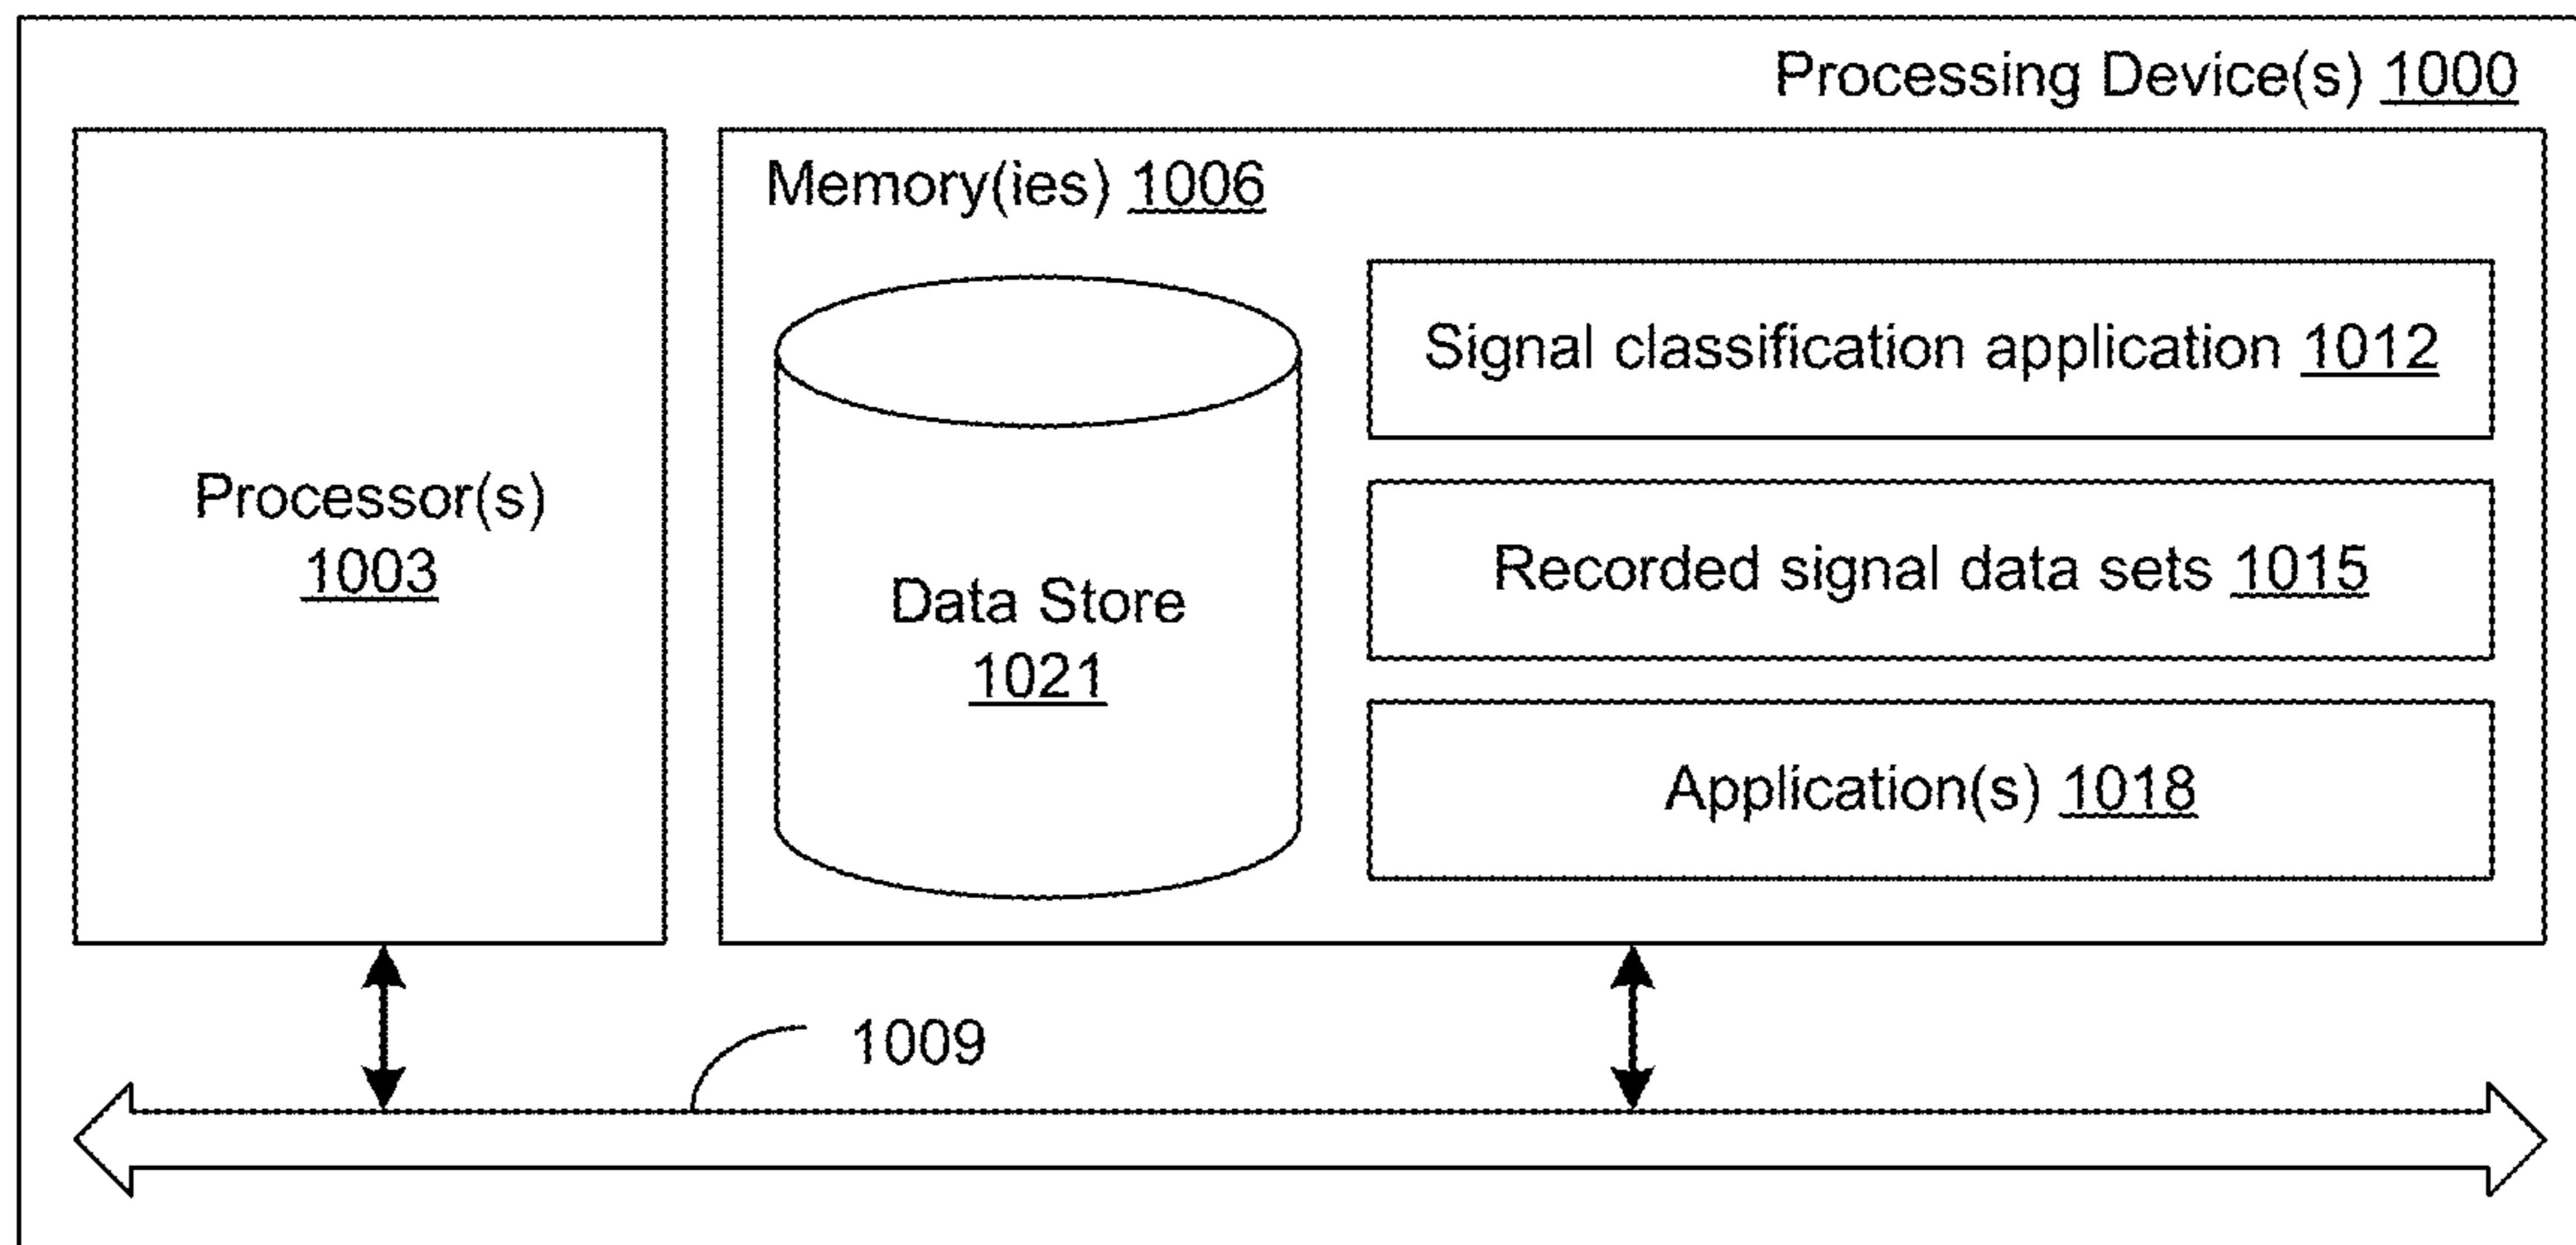 Processing Device(s) 1000
Memory(ies) 1006
Processor(s)
1003
Data Store
1021
Signal classification application 1012
Recorded signal data sets 1015
Application(s) 1018
1009